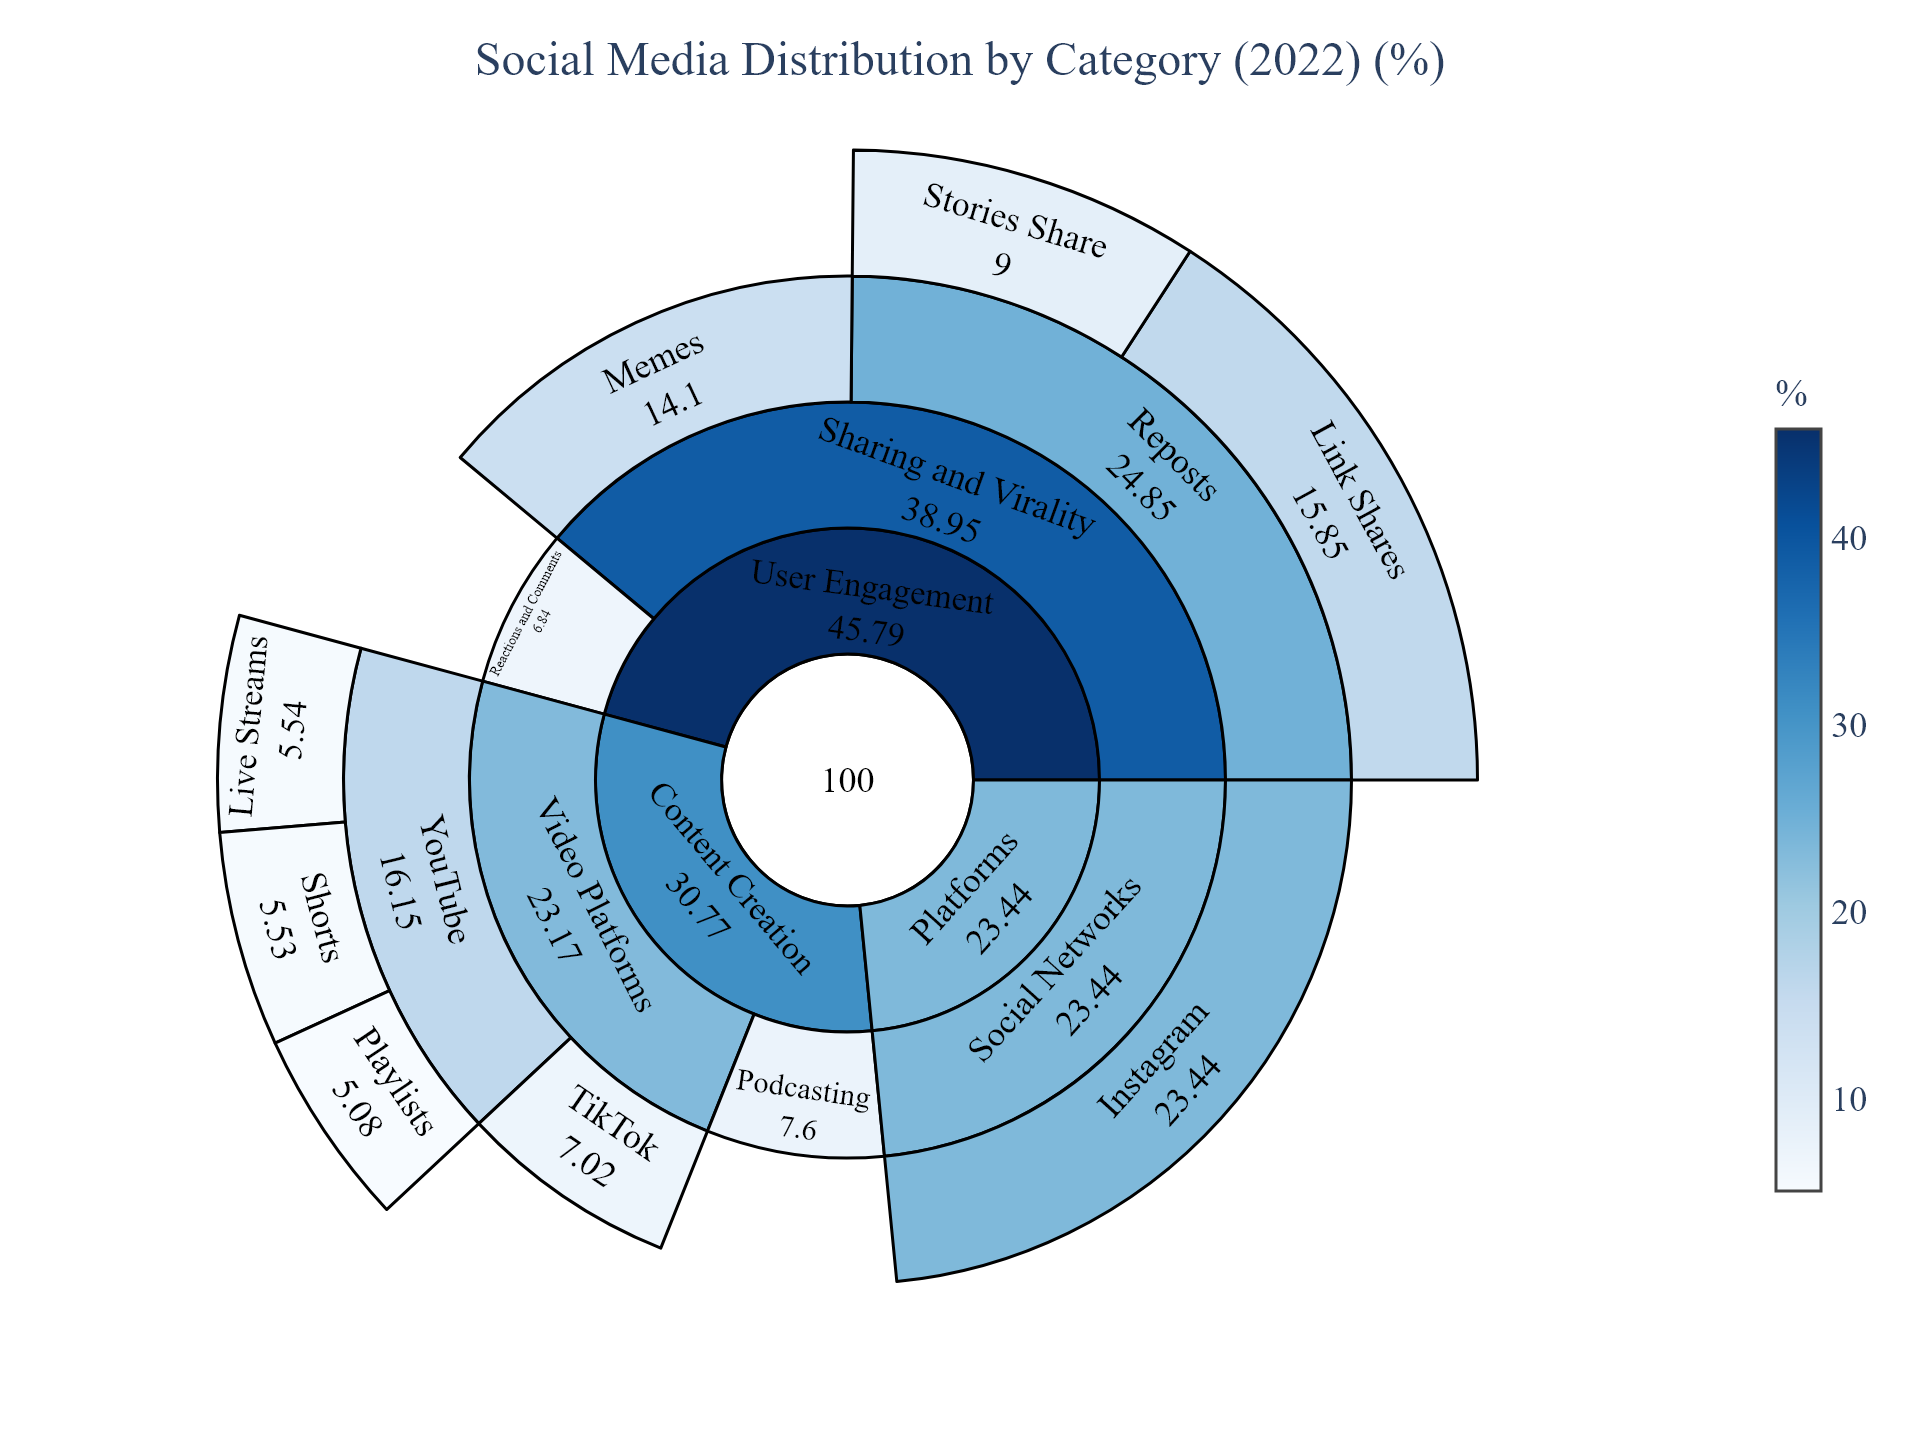 Social Media Distribution by Category (2022) (%)
Stories Share
9
Link Shares
15.85
Memes
14.1
Reposts
24.85
Sharing and Virality
38.95
User Engagement
45.79
Reactions and Comments
6.84
100
Live Streams
5.54
Shorts
5.53
Playlists
5.08
YouTube
16.15
Video Platforms
23.17
Content Creation
30.77
TikTok
7.02
Podcasting
7.6
Platforms
23.44
Social Networks
23.44
Instagram
23.44
%
40
30
20
10